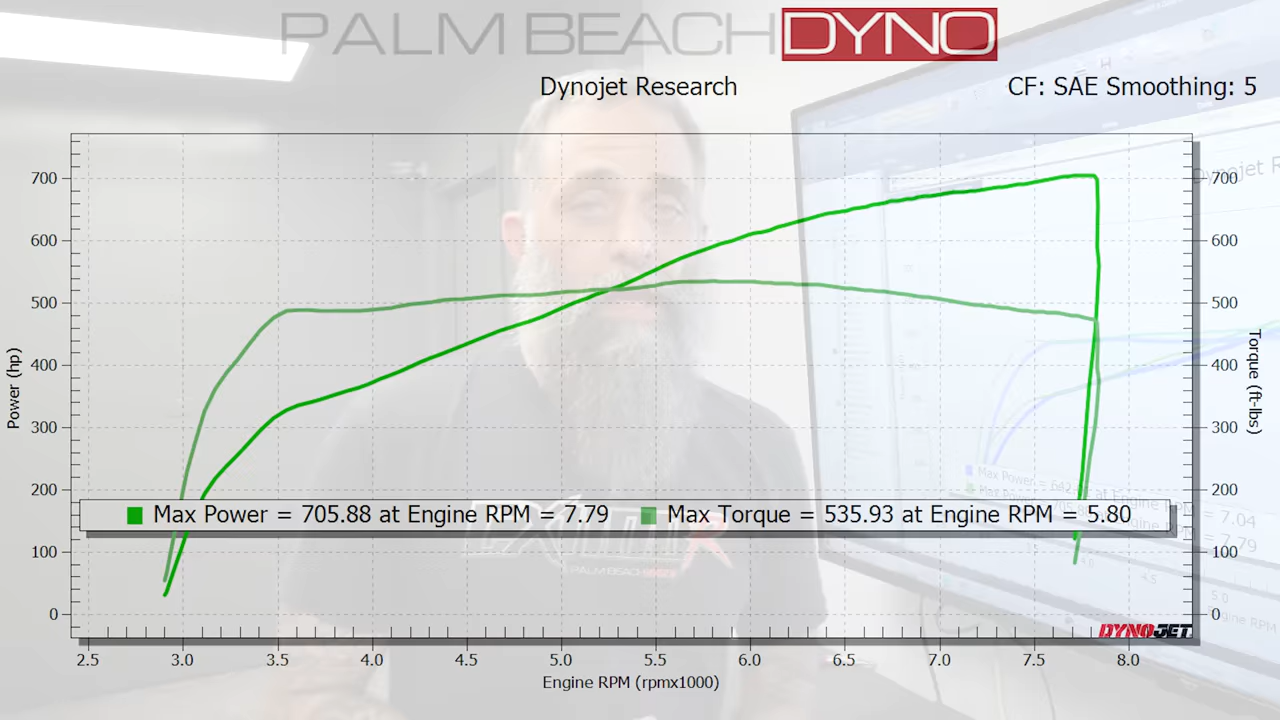 PALM BEACH DYNO
Dynojet Research
CF: SAE Smoothing: 5
Power (hp)
700
600
500
400
300
200
100
0
700
600
500
400
300
200
100
0
Torque (ft-lbs)
Max Power = 705.88 at Engine RPM = 7.79
Max Torque = 535.93 at Engine RPM = 5.80
DYNOJET
2.5 3.0 3.5 4.0 4.5 5.0 5.5 6.0 6.5 7.0 7.5 8.0
Engine RPM (rpmx1000)